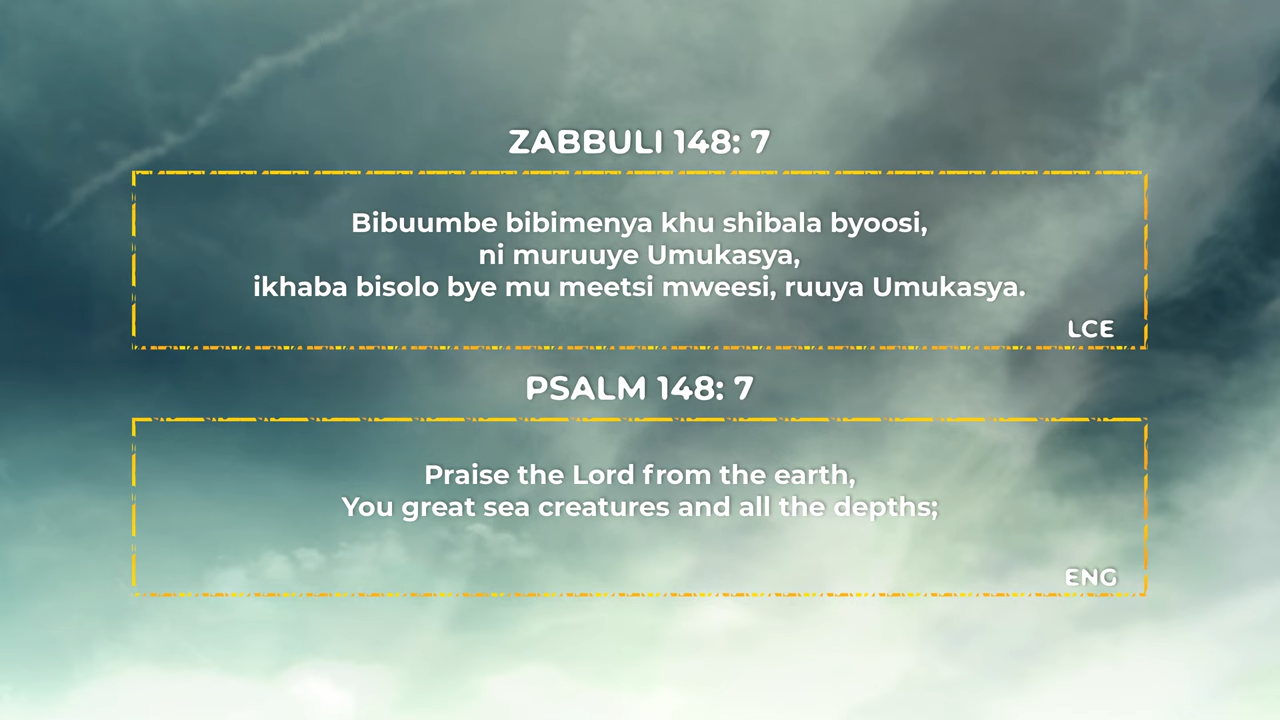 ZABBULI 148: 7
Bibuumbe bibimenya khu shibala byoosi,
ni muruuye Umukasya,
ikhaba bisolo bye mu meetsi mweesi, ruuya Umukasya.
LCE
PSALM 148: 7
Praise the Lord from the earth,
You great sea creatures and all the depths;
ENG